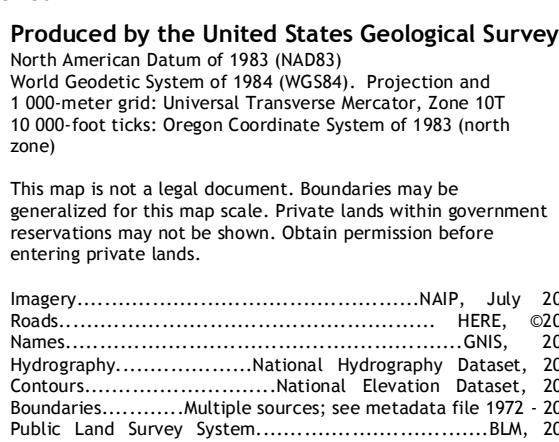 Produced by the United States Geological Survey
North American Datum of 1983 (NAD83)
World Geodetic System of 1984 (WGS84). Projection and
1 000-meter grid: Universal Transverse Mercator, Zone 10T
10 000-foot ticks: Oregon Coordinate System of 1983 (north
zone)
This map is not a legal document. Boundaries may be
generalized for this map scale. Private lands within government
reservations may not be shown. Obtain permission before
entering private lands.
Imagery..................................................NAIP, July
Roads....................................................... HERE,
Names..........................................................GNIS,
Hydrography....................National Hydrography Dataset,
Contours............................National Elevation Dataset,
Boundaries............Multiple sources; see metadata file 1972 -
Public Land Survey System..................................BLM,